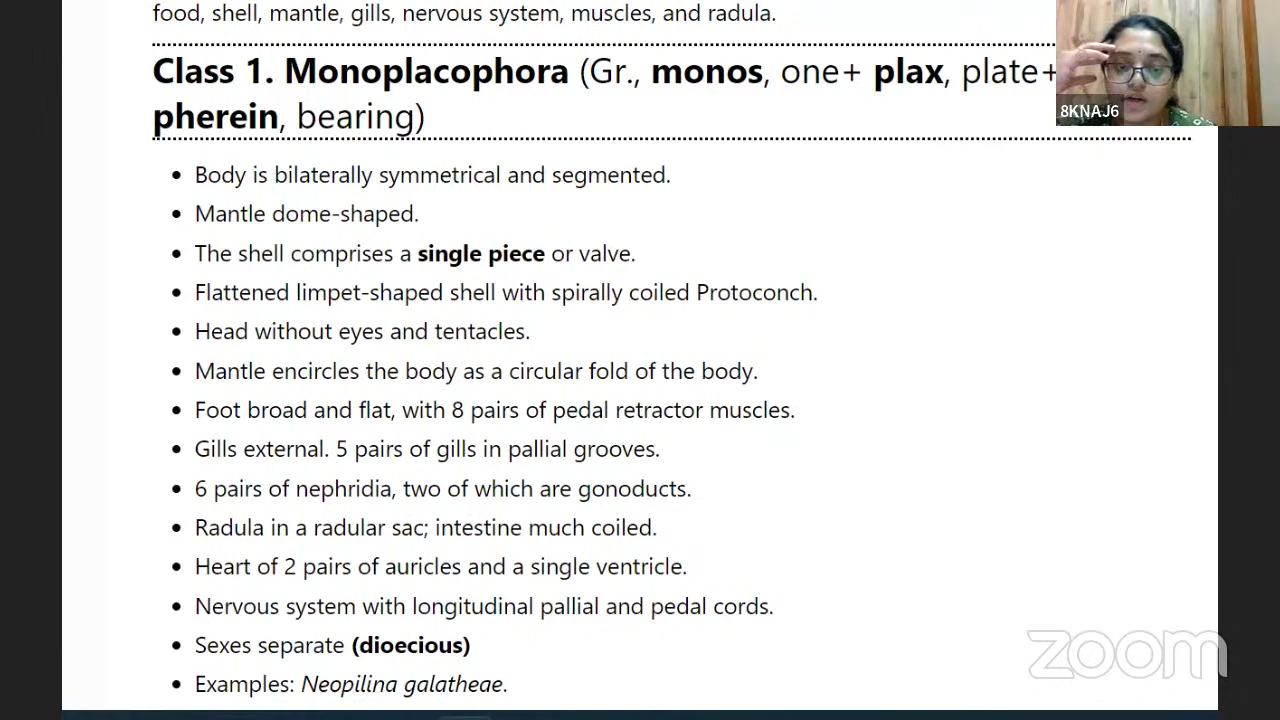 food, shell, mantle, gills, nervous system, muscles, and radula.
Class 1. Monoplacophora (Gr., monos, one+ plax, plate+
pherein, bearing)
8KNAJ6
• Body is bilaterally symmetrical and segmented.
• Mantle dome-shaped.
• The shell comprises a single piece or valve.
• Flattened limpet-shaped shell with spirally coiled Protoconch.
• Head without eyes and tentacles.
• Mantle encircles the body as a circular fold of the body.
• Foot broad and flat, with 8 pairs of pedal retractor muscles.
• Gills external. 5 pairs of gills in pallial grooves.
• 6 pairs of nephridia, two of which are gonoducts.
• Radula in a radular sac; intestine much coiled.
• Heart of 2 pairs of auricles and a single ventricle.
• Nervous system with longitudinal pallial and pedal cords.
• Sexes separate (dioecious)
• Examples: Neopilina galatheae.
zoom